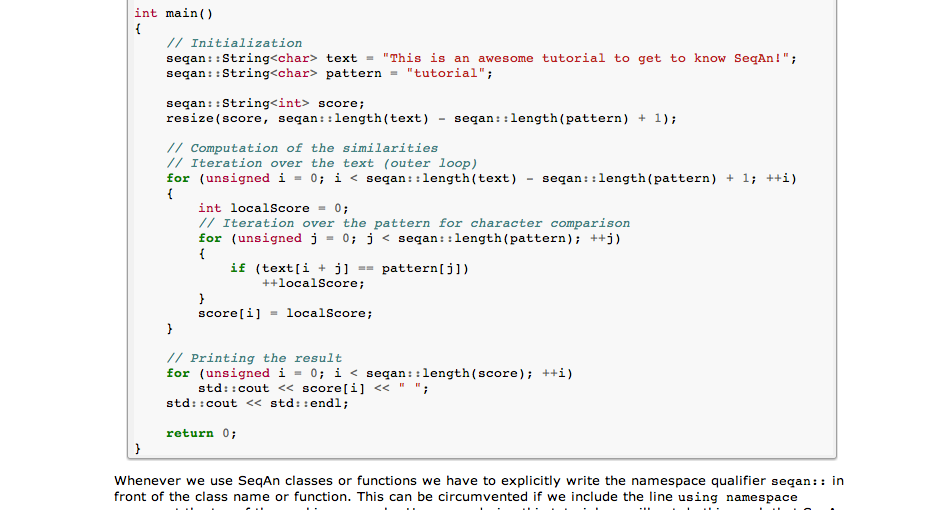 int main()
{
// Initialization
seqan::String<char> text = "This is an awesome tutorial to get to know SeqAn!";
seqan::String<char> pattern = "tutorial";
seqan::String<int> score;
resize(score, seqan::length(text) - seqan::length(pattern) + 1);
// Computation of the similarities
// Iteration over the text (outer loop)
for (unsigned i = 0; i < seqan::length(text) - seqan::length(pattern) + 1; ++i)
{
int localScore = 0;
// Iteration over the pattern for character comparison
for (unsigned j = 0; j < seqan::length(pattern); ++j)
{
if (text[i + j] == pattern[j])
++localScore;
}
score[i] = localScore;
}
// Printing the result
for (unsigned i = 0; i < seqan::length(score); ++i)
std::cout << score[i] << " ";
std::cout << std::endl;
return 0;
}
Whenever we use SeqAn classes or functions we have to explicitly write the namespace qualifier seqan:: in
front of the class name or function. This can be circumvented if we include the line using namespace